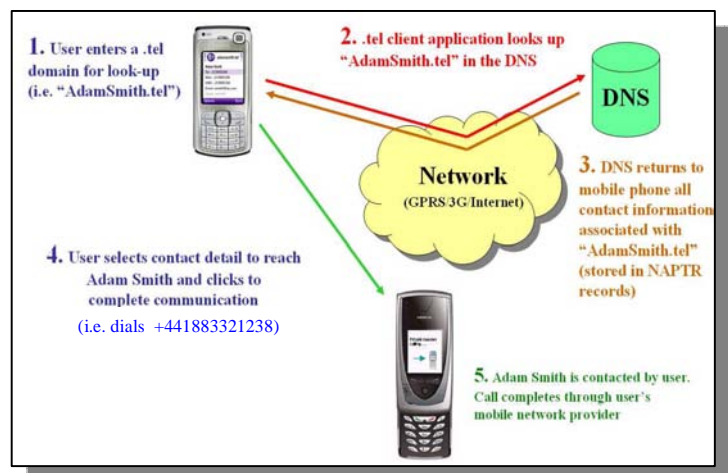 1. User enters a .tel
domain for look-up
(i.e. “AdamSmith.tel”)
2. .tel client application looks up
“AdamSmith.tel” in the DNS
DNS
Network
(GPRS/3G/Internet)
3. DNS returns to
mobile phone all
contact information
associated with
“AdamSmith.tel”
(stored in NAPTR
records)
4. User selects contact detail to reach
Adam Smith and clicks to
complete communication
(i.e. dials +441883321238)
5. Adam Smith is contacted by user.
Call completes through user’s
mobile network provider